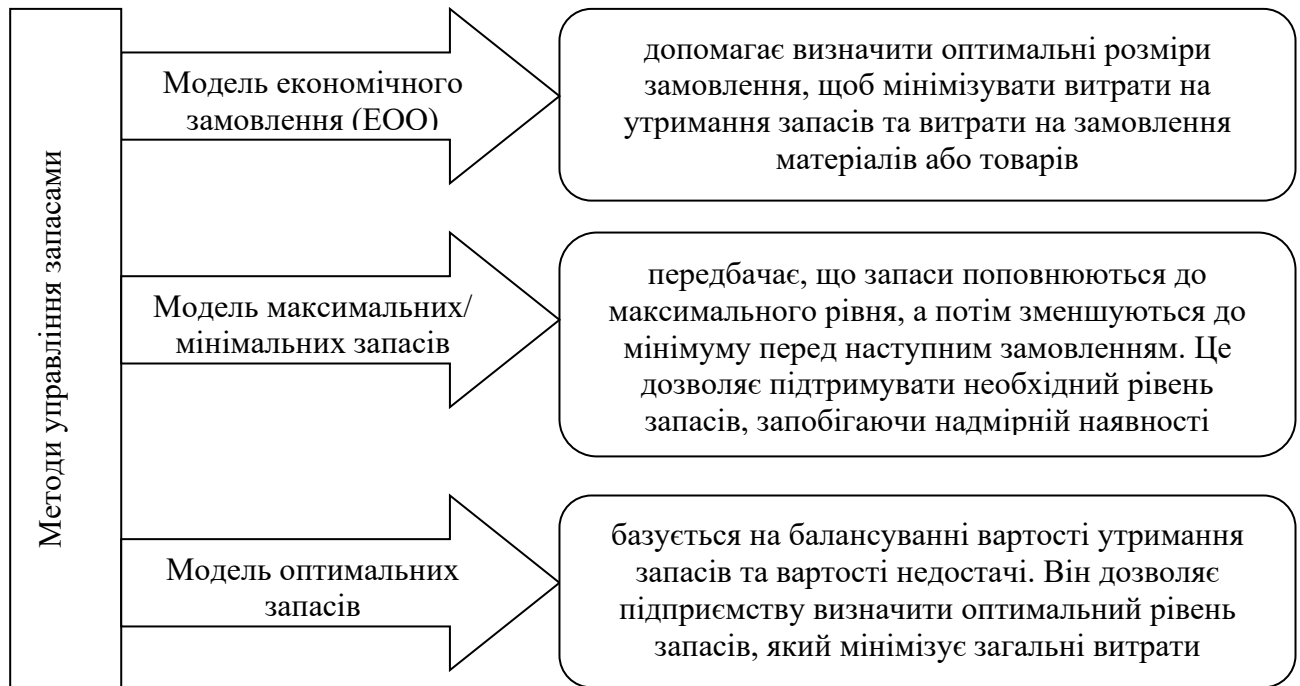 Методи управління запасами
Модель економічного
замовлення (ЕОО)
допомагає визначити оптимальні розміри
замовлення, щоб мінімізувати витрати на
утримання запасів та витрати на замовлення
матеріалів або товарів
Модель максимальних/
мінімальних запасів
передбачає, що запаси поповнюються до
максимального рівня, а потім зменшуються до
мінімуму перед наступним замовленням. Це
дозволяє підтримувати необхідний рівень
запасів, запобігаючи надмірній наявності
Модель оптимальних
запасів
базується на балансуванні вартості утримання
запасів та вартості недостачі. Він дозволяє
підприємству визначити оптимальний рівень
запасів, який мінімізує загальні витрати